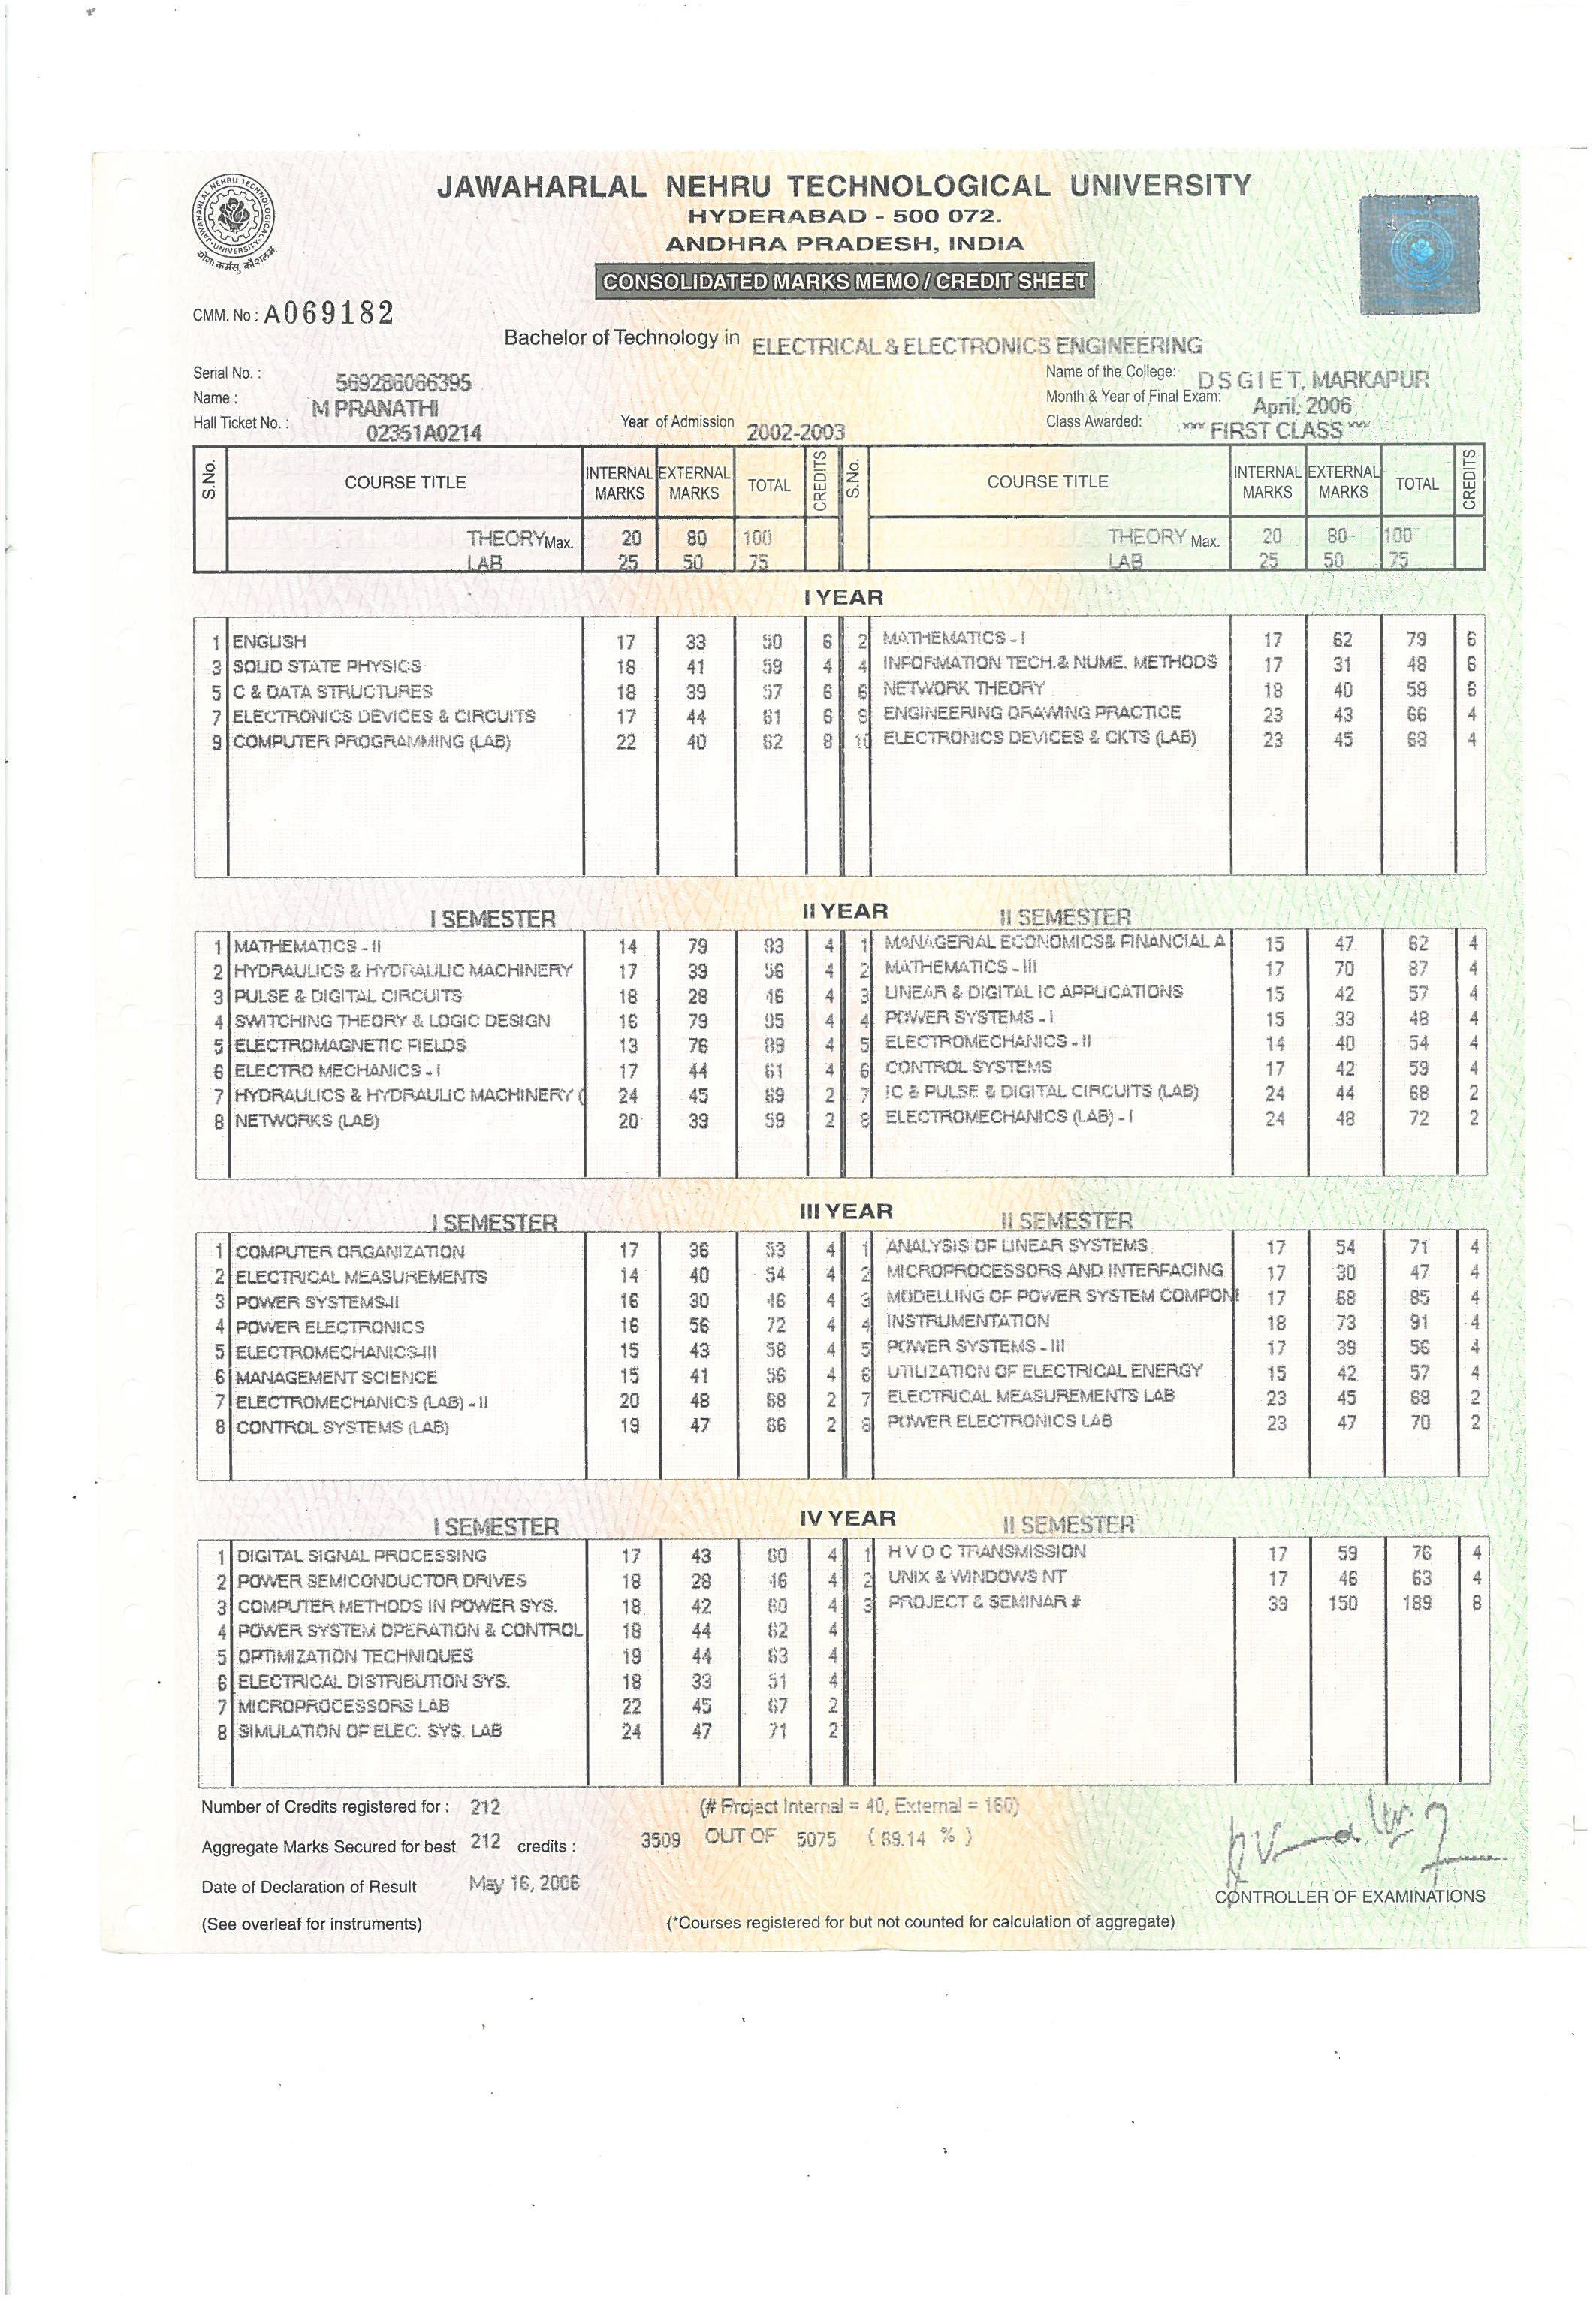 JAWAHARLAL NEHRU TECHNOLOGICAL UNIVERSITY
HYDERABAD - 500 072.
ANDHRA PRADESH, INDIA
CONSOLIDATED MARKS MEMO / CREDIT SHEET
JAWAHARLAL NEHRU TECHNOLOGICAL UNIVERSITY
योगः कर्मसु कौशलम्
CMM. No : A069182
Bachelor of Technology in ELECTRICAL & ELECTRONICS ENGINEERING
Serial No. : 569286066395 Name of the College: D S G I E T, MARKAPUR
Name : M PRANATHI Month & Year of Final Exam: April, 2006
Hall Ticket No. : 02351A0214 Year of Admission 2002-2003 Class Awarded: *** FIRST CLASS ***
S.No. COURSE TITLE INTERNAL MARKS EXTERNAL MARKS TOTAL CREDITS S.No. COURSE TITLE INTERNAL MARKS EXTERNAL MARKS TOTAL CREDITS
THEORY Max. 20 80 100 THEORY Max. 20 80 100
LAB 25 50 75 LAB 25 50 75
I YEAR
1 ENGLISH 17 33 50 6 2 MATHEMATICS - I 17 62 79 6
3 SOLID STATE PHYSICS 18 41 59 4 4 INFORMATION TECH.& NUME. METHODS 17 31 48 6
5 C & DATA STRUCTURES 18 39 57 6 6 NETWORK THEORY 18 40 58 6
7 ELECTRONICS DEVICES & CIRCUITS 17 44 61 6 9 ENGINEERING DRAWING PRACTICE 23 43 66 4
9 COMPUTER PROGRAMMING (LAB) 22 40 62 8 10 ELECTRONICS DEVICES & CKTS (LAB) 23 45 68 4
I SEMESTER II YEAR II SEMESTER
1 MATHEMATICS - II 14 79 93 4 1 MANAGERIAL ECONOMICS& FINANCIAL A 15 47 62 4
2 HYDRAULICS & HYDRAULIC MACHINERY 17 39 56 4 2 MATHEMATICS - III 17 70 87 4
3 PULSE & DIGITAL CIRCUITS 18 28 46 4 3 LINEAR & DIGITAL IC APPLICATIONS 15 42 57 4
4 SWITCHING THEORY & LOGIC DESIGN 16 79 95 4 4 POWER SYSTEMS - I 15 33 48 4
5 ELECTROMAGNETIC FIELDS 13 76 89 4 5 ELECTROMECHANICS - II 14 40 54 4
6 ELECTRO MECHANICS - I 17 44 61 4 6 CONTROL SYSTEMS 17 42 59 4
7 HYDRAULICS & HYDRAULIC MACHINERY ( 24 45 69 2 7 IC & PULSE & DIGITAL CIRCUITS (LAB) 24 44 68 2
8 NETWORKS (LAB) 20 39 59 2 8 ELECTROMECHANICS (LAB) - I 24 48 72 2
I SEMESTER III YEAR II SEMESTER
1 COMPUTER ORGANIZATION 17 36 53 4 1 ANALYSIS OF LINEAR SYSTEMS 17 54 71 4
2 ELECTRICAL MEASUREMENTS 14 40 54 4 2 MICROPROCESSORS AND INTERFACING 17 30 47 4
3 POWER SYSTEMS-II 16 30 46 4 3 MODELLING OF POWER SYSTEM COMPONE 17 68 85 4
4 POWER ELECTRONICS 16 56 72 4 4 INSTRUMENTATION 18 73 91 4
5 ELECTROMECHANICS-III 15 43 58 4 5 POWER SYSTEMS - III 17 39 56 4
6 MANAGEMENT SCIENCE 15 41 56 4 6 UTILIZATION OF ELECTRICAL ENERGY 15 42 57 4
7 ELECTROMECHANICS (LAB) - II 20 48 68 2 7 ELECTRICAL MEASUREMENTS LAB 23 45 68 2
8 CONTROL SYSTEMS (LAB) 19 47 66 2 8 POWER ELECTRONICS LAB 23 47 70 2
I SEMESTER IV YEAR II SEMESTER
1 DIGITAL SIGNAL PROCESSING 17 43 60 4 1 H V D C TRANSMISSION 17 59 76 4
2 POWER SEMICONDUCTOR DRIVES 18 28 46 4 2 UNIX & WINDOWS NT 17 46 63 4
3 COMPUTER METHODS IN POWER SYS. 18 42 60 4 3 PROJECT & SEMINAR # 39 150 189 8
4 POWER SYSTEM OPERATION & CONTROL 18 44 62 4
5 OPTIMIZATION TECHNIQUES 19 44 63 4
6 ELECTRICAL DISTRIBUTION SYS. 18 33 51 4
7 MICROPROCESSORS LAB 22 45 67 2
8 SIMULATION OF ELEC. SYS. LAB 24 47 71 2
Number of Credits registered for : 212 (# Project Internal = 40, External = 160)
Aggregate Marks Secured for best 212 credits : 3509 OUT OF 5075 ( 69.14 % )
Date of Declaration of Result May 16, 2006
CONTROLLER OF EXAMINATIONS
(See overleaf for instruments) (*Courses registered for but not counted for calculation of aggregate)